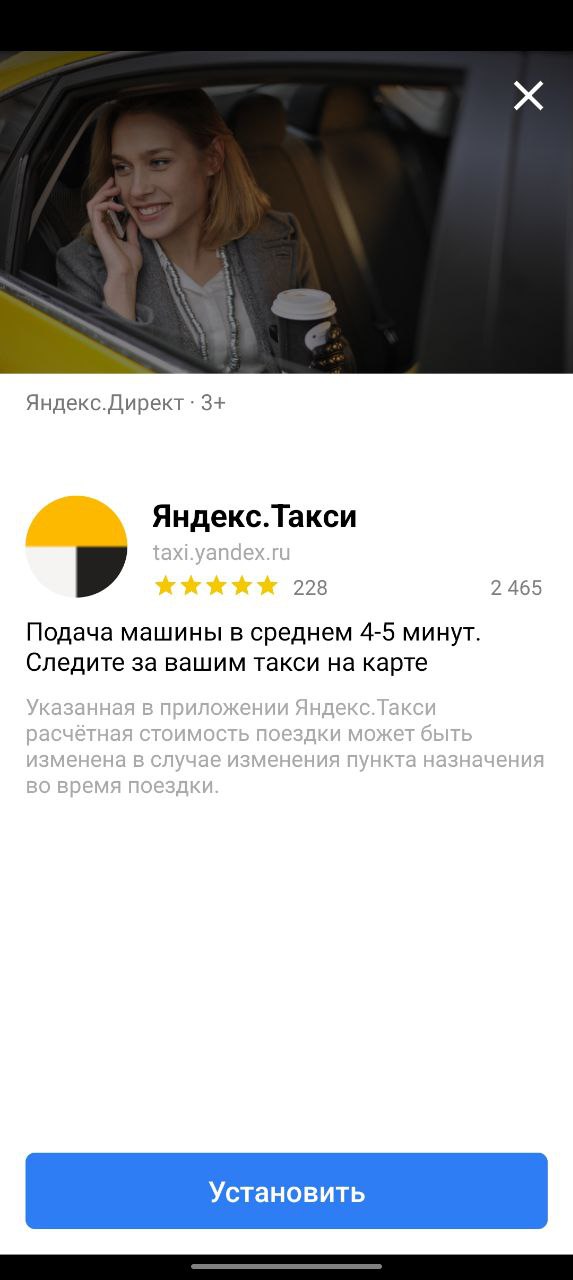 Яндекс.Директ · 3+
Яндекс.Такси
taxi.yandex.ru
228
2 465
Подача машины в среднем 4-5 минут.
Следите за вашим такси на карте
Указанная в приложении Яндекс.Такси
расчётная стоимость поездки может быть
изменена в случае изменения пункта назначения
во время поездки.
Установить